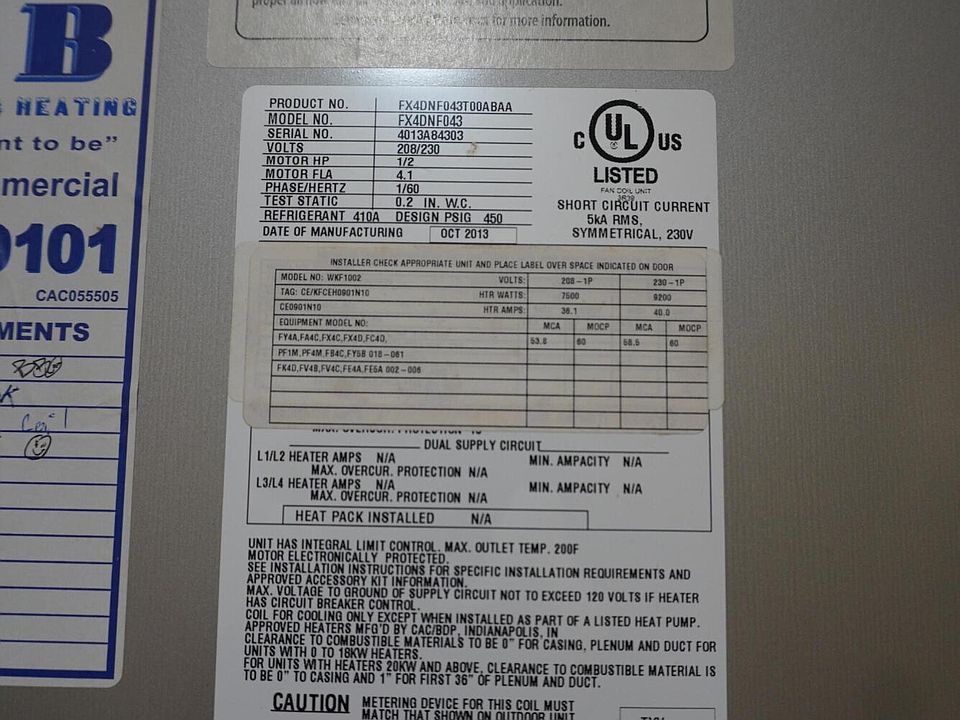 for more information.
B
HEATING
nt to be"
mercial
0101
CAC055505
MENTS
PRODUCT NO. FX4DNF043T00ABAA
MODEL NO. FX4DNF043
SERIAL NO. 4013A84303
VOLTS 208/230
MOTOR HP 1/2
MOTOR FLA 4.1
PHASE/HERTZ 1/60
TEST STATIC 0.2 IN. W.C.
REFRIGERANT 410A DESIGN PSIG 450
DATE OF MANUFACTURING OCT 2013
C UL US
LISTED
FAN COIL UNIT
SHORT CIRCUIT CURRENT
5kA RMS,
SYMMETRICAL, 230V
INSTALLER CHECK APPROPRIATE UNIT AND PLACE LABEL OVER SPACE INDICATED ON DOOR
MODEL NO: WKF1002 VOLTS: 208-1P 230-1P
TAG: CE/KFCEH0901N10 HTR WATTS: 7500 9200
CE0901N10 HTR AMPS: 36.1 40.0
EQUIPMENT MODEL NO: MCA MOCP MCA MOCP
FY4A,FA4C,FX4C,FX4D,FC4D, 53.8 60 58.5 60
PF1M,PF4M,FB4C,FY5B 018-061
FK4D,FV4B,FV4C,FE4A,FE5A 002-006
DUAL SUPPLY CIRCUIT
L1/L2 HEATER AMPS N/A MIN. AMPACITY N/A
MAX. OVERCUR. PROTECTION N/A
L3/L4 HEATER AMPS N/A MIN. AMPACITY N/A
MAX. OVERCUR. PROTECTION N/A
HEAT PACK INSTALLED N/A
UNIT HAS INTEGRAL LIMIT CONTROL. MAX. OUTLET TEMP. 200F
MOTOR ELECTRONICALLY PROTECTED.
SEE INSTALLATION INSTRUCTIONS FOR SPECIFIC INSTALLATION REQUIREMENTS AND
APPROVED ACCESSORY KIT INFORMATION.
MAX. VOLTAGE TO GROUND OF SUPPLY CIRCUIT NOT TO EXCEED 120 VOLTS IF HEATER
HAS CIRCUIT BREAKER CONTROL.
COIL FOR COOLING ONLY EXCEPT WHEN INSTALLED AS PART OF A LISTED HEAT PUMP.
APPROVED HEATERS MFG'D BY CAC/BDP, INDIANAPOLIS, IN
CLEARANCE TO COMBUSTIBLE MATERIALS TO BE 0" FOR CASING, PLENUM AND DUCT FOR
UNITS WITH 0 TO 18KW HEATERS.
FOR UNITS WITH HEATERS 20KW AND ABOVE, CLEARANCE TO COMBUSTIBLE MATERIAL IS
TO BE 0" TO CASING AND 1" FOR FIRST 36" OF PLENUM AND DUCT.
CAUTION METERING DEVICE FOR THIS COIL MUST
MATCH THAT SHOWN ON OUTDOOR UNIT